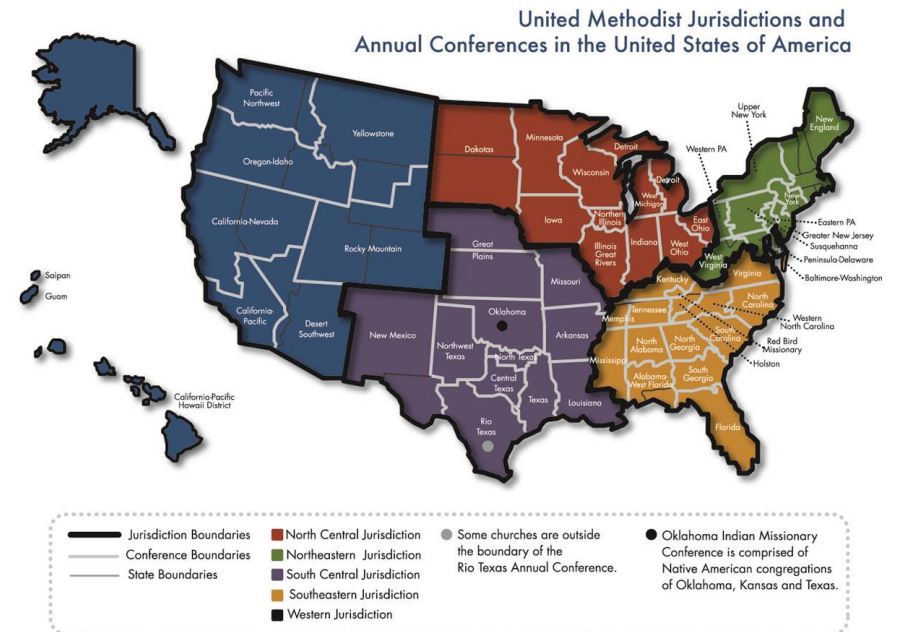 United Methodist Jurisdictions and
Annual Conferences in the United States of America
Pacific
Northwest
Yellowstone
Oregon-Idaho
California-Nevada
Rocky Mountain
California-
Pacific
Desert
Southwest
Saipan
Guam
California-Pacific
Hawaii District
Dakotas
Minnesota
Wisconsin
Detroit
Detroit
West
Michigan
Iowa
Northern
Illinois
Illinois
Great
Rivers
Indiana
West
Ohio
East
Ohio
Great
Plains
Missouri
Oklahoma
Arkansas
New Mexico
Northwest
Texas
North Texas
Central
Texas
Texas
Louisiana
Rio
Texas
Upper
New York
Western PA
New
England
New
York
Eastern PA
Greater New Jersey
Susquehanna
Peninsula-Delaware
Baltimore-Washington
West
Virginia
Virginia
Kentucky
Memphis
Tennessee
North
Carolina
Western
North Carolina
South
Carolina
Red Bird
Missionary
Holston
Mississippi
North
Alabama
North
Georgia
Alabama-
West Florida
South
Georgia
Florida
Jurisdiction Boundaries
Conference Boundaries
State Boundaries
North Central Jurisdiction
Northeastern Jurisdiction
South Central Jurisdiction
Southeastern Jurisdiction
Western Jurisdiction
Some churches are outside
the boundary of the
Rio Texas Annual Conference.
Oklahoma Indian Missionary
Conference is comprised of
Native American congregations
of Oklahoma, Kansas and Texas.